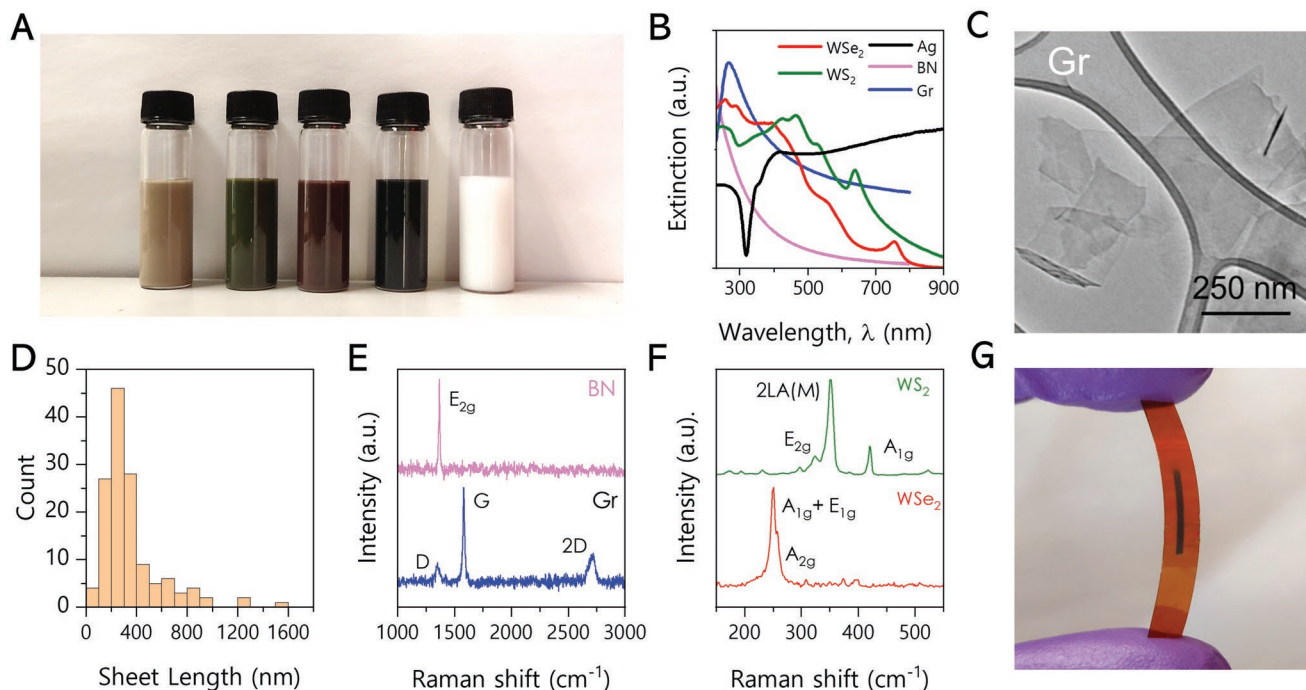 A
B
WSe₂
WS₂
Ag
BN
Gr
Extinction (a.u.)
300 500 700 900
Wavelength, λ (nm)
C
Gr
250 nm
D
50
40
30
20
10
0
Count
0 400 800 1200 1600
Sheet Length (nm)
E
BN
E₂g
Gr
G
D
2D
Intensity (a.u.)
1000 1500 2000 2500 3000
Raman shift (cm⁻¹)
F
WS₂
2LA(M)
E₂g
A₁g
WSe₂
A₁g + E₁g
A₂g
Intensity (a.u).
200 300 400 500
Raman shift (cm⁻¹)
G